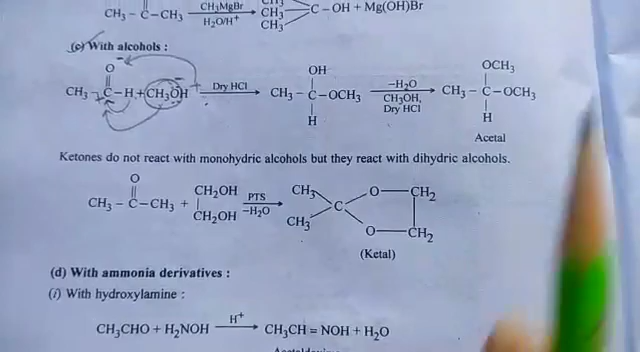 CH₃ – C – CH₃ CH₃MgBr H₂O/H⁺ CH₃ CH₃ C – OH + Mg(OH)Br
(c) With alcohols :
O OH OCH₃
CH₃ – C – H + CH₃OH Dry HCl CH₃ – C – OCH₃ –H₂O CH₃OH, Dry HCl CH₃ – C – OCH₃
H H
Acetal
Ketones do not react with monohydric alcohols but they react with dihydric alcohols.
O CH₂OH CH₃ O CH₂
CH₃ – C – CH₃ + PTS –H₂O C
CH₂OH CH₃ O CH₂
(Ketal)
(d) With ammonia derivatives :
(i) With hydroxylamine :
CH₃CHO + H₂NOH H⁺ CH₃CH = NOH + H₂O